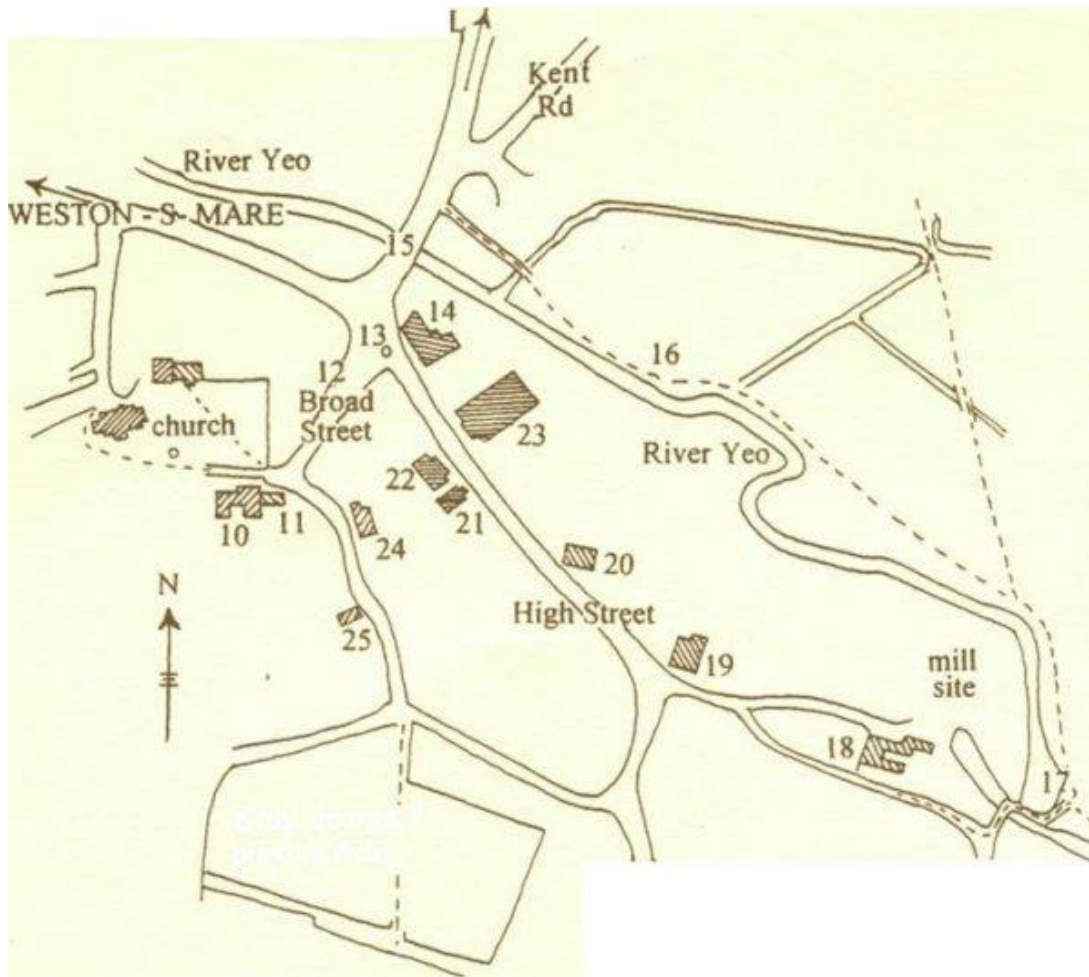 L
Kent
Rd
River Yeo
WESTON - S - MARE
15
14
13
16
12
Broad
Street
church
23
River Yeo
22
21
10
11
24
20
N
High Street
25
19
mill
site
18
17